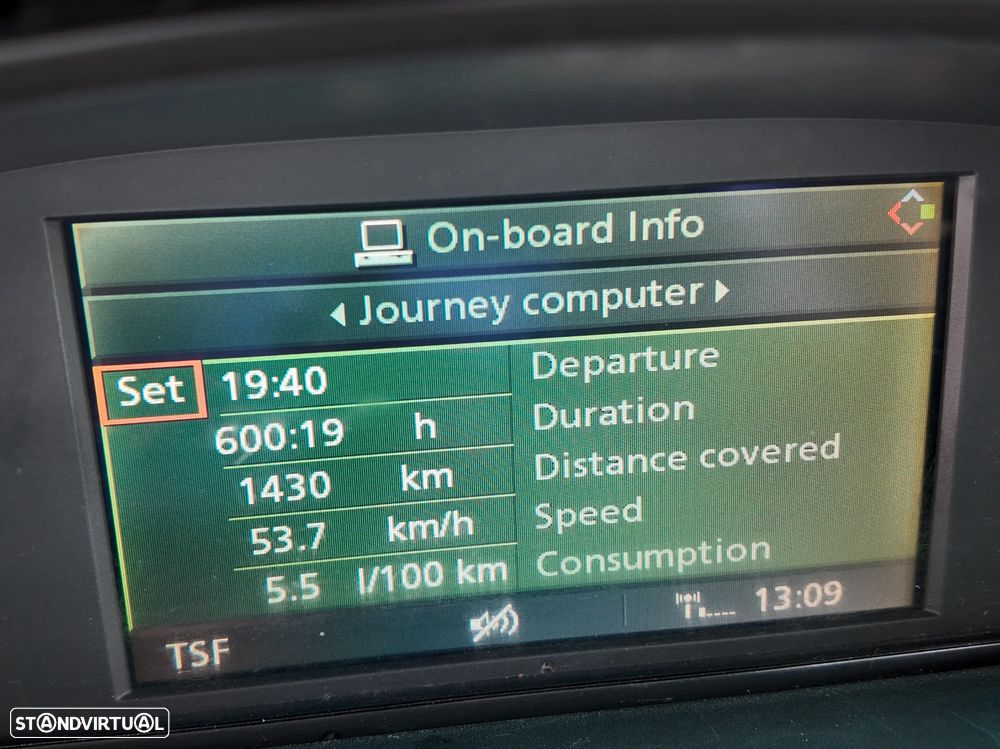 On-board Info
Journey computer
Set 19:40 Departure
600:19 h Duration
1430 km Distance covered
53.7 km/h Speed
5.5 l/100 km Consumption
TSF 13:09
STANDVIRTUAL